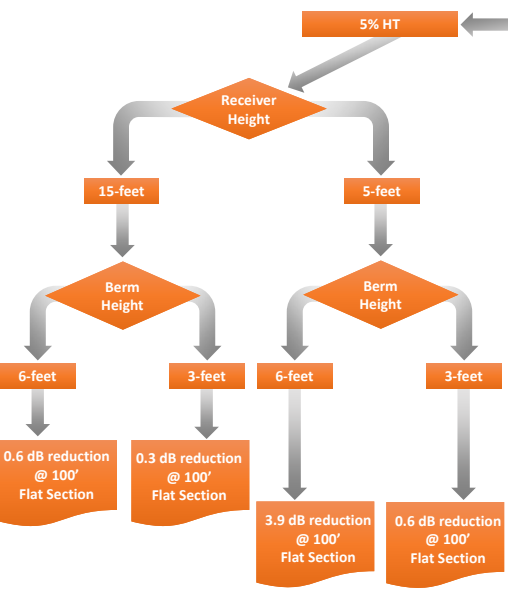 5% HT
Receiver
Height
15-feet
5-feet
Berm
Height
Berm
Height
6-feet
3-feet
6-feet
3-feet
0.6 dB reduction
@ 100’
Flat Section
0.3 dB reduction
@ 100’
Flat Section
3.9 dB reduction
@ 100’
Flat Section
0.6 dB reduction
@ 100’
Flat Section